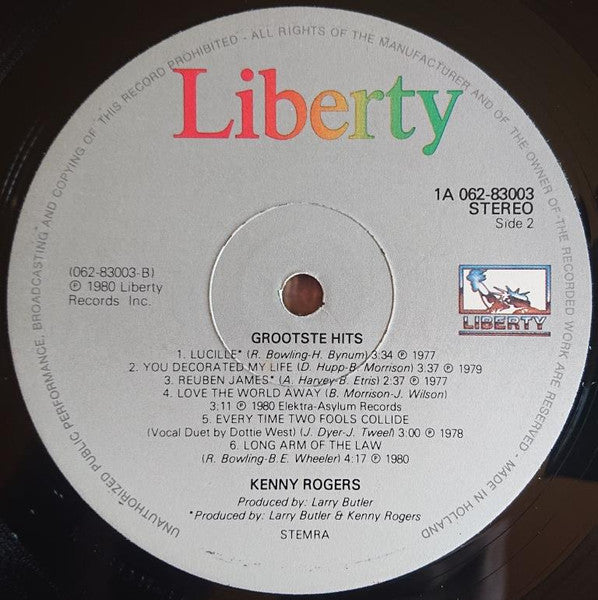 UNAUTHORIZED PUBLIC PERFORMANCE, BROADCASTING AND COPYING OF THIS RECORD PROHIBITED - ALL RIGHTS OF THE MANUFACTURER AND OF THE OWNER OF THE RECORDED WORK ARE RESERVED - MADE IN HOLLAND
Liberty
1A 062-83003
STEREO
Side 2
(062-83003-B)
℗ 1980 Liberty
Records Inc.
LIBERTY
GROOTSTE HITS
1. LUCILLE* (R. Bowling-H. Bynum) 3:34 ℗ 1977
2. YOU DECORATED MY LIFE (D. Hupp-B. Morrison) 3:37 ℗ 1979
3. REUBEN JAMES* (A. Harvey-B. Etris) 2:37 ℗ 1977
4. LOVE THE WORLD AWAY (B. Morrison-J. Wilson)
3:11 ℗ 1980 Elektra-Asylum Records
5. EVERY TIME TWO FOOLS COLLIDE
(Vocal Duet by Dottie West) (J. Dyer-J. Tweel) 3:00 ℗ 1978
6. LONG ARM OF THE LAW
(R. Bowling-B.E. Wheeler) 4:17 ℗ 1980
KENNY ROGERS
Produced by: Larry Butler
*Produced by: Larry Butler & Kenny Rogers
STEMRA